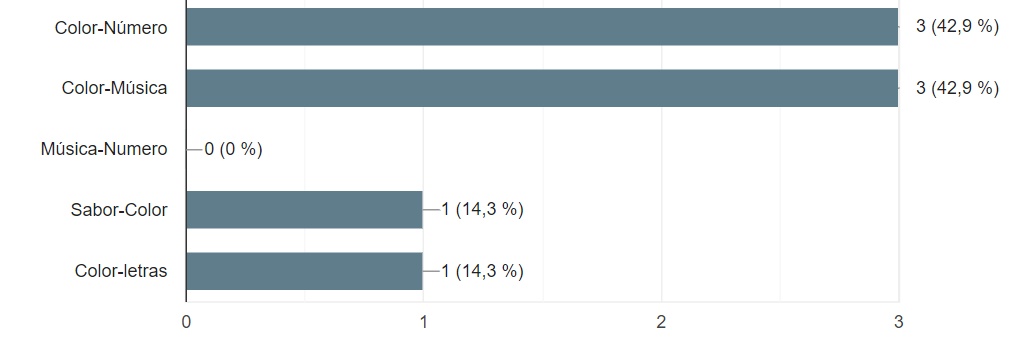 Color-Número 3 (42,9 %)
Color-Música 3 (42,9 %)
Música-Numero 0 (0 %)
Sabor-Color 1 (14,3 %)
Color-letras 1 (14,3 %)
0 1 2 3